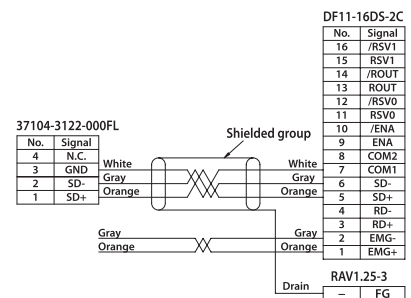 DF11-16DS-2C
No. Signal
16 /RSV1
15 RSV1
14 /ROUT
13 ROUT
12 /RSV0
11 RSV0
10 /ENA
9 ENA
8 COM2
7 COM1
6 SD-
5 SD+
4 RD-
3 RD+
2 EMG-
1 EMG+
37104-3122-000FL
No. Signal
4 N.C.
3 GND
2 SD-
1 SD+
Shielded group
White White
Gray Gray
Orange Orange
Gray Gray
Orange Orange
Drain
RAV1.25-3
– FG